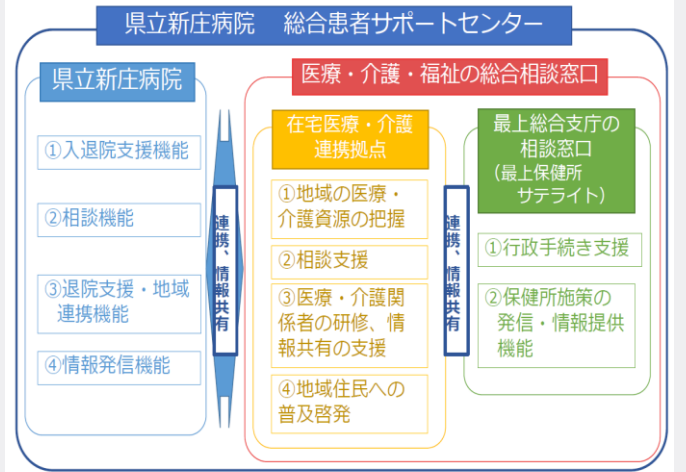 県立新庄病院　総合患者サポートセンター
県立新庄病院
①入退院支援機能
②相談機能
③退院支援・地域
連携機能
④情報発信機能
連携、情報共有
医療・介護・福祉の総合相談窓口
在宅医療・介護
連携拠点
①地域の医療・
介護資源の把握
②相談支援
③医療・介護関
係者の研修、情
報共有の支援
④地域住民への
普及啓発
連携、情報共有
最上総合支庁の
相談窓口
（最上保健所
サテライト）
①行政手続き支援
②保健所施策の
発信・情報提供
機能